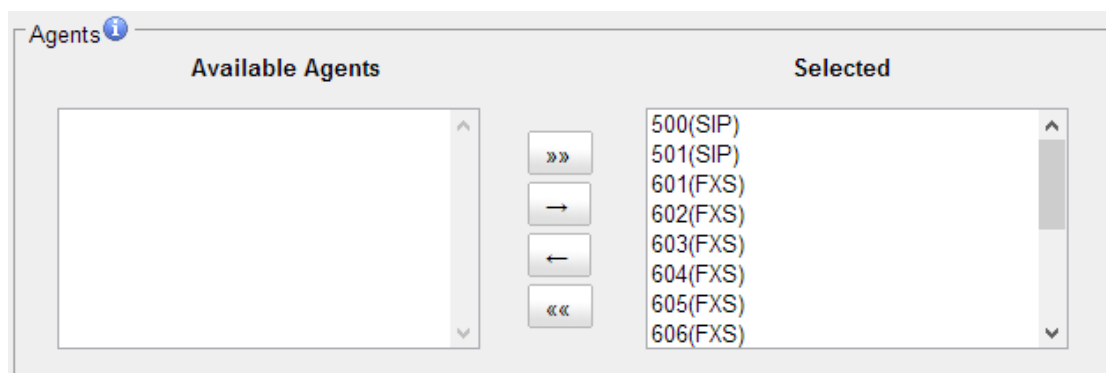 Agents
Available Agents
Selected
500(SIP)
501(SIP)
601(FXS)
602(FXS)
603(FXS)
604(FXS)
605(FXS)
606(FXS)
»»
→
←
««